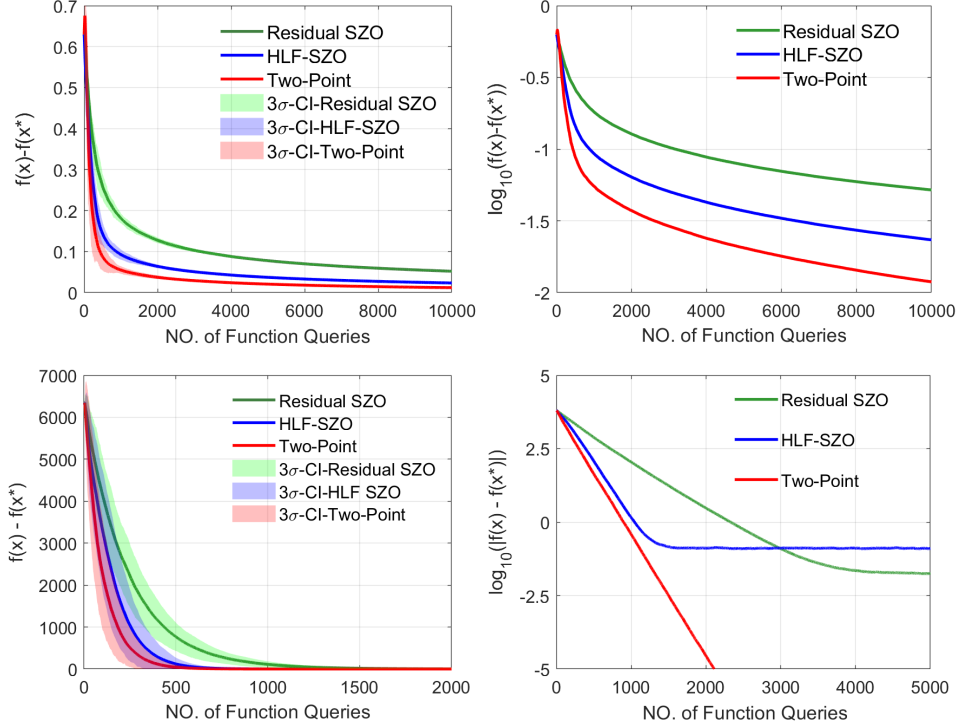 f(x)-f(x*)
0.7
0.6
0.5
0.4
0.3
0.2
0.1
0
Residual SZO
HLF-SZO
Two-Point
3σ-CI-Residual SZO
3σ-CI-HLF-SZO
3σ-CI-Two-Point
0 2000 4000 6000 8000 10000
NO. of Function Queries
log10(f(x)-f(x*))
0
-0.5
-1
-1.5
-2
Residual SZO
HLF-SZO
Two-Point
0 2000 4000 6000 8000 10000
NO. of Function Queries
f(x) - f(x*)
7000
6000
5000
4000
3000
2000
1000
0
Residual SZO
HLF-SZO
Two-Point
3σ-CI-Residual SZO
3σ-CI-HLF SZO
3σ-CI-Two-Point
0 500 1000 1500 2000
NO. of Function Queries
log10(|f(x) - f(x*)|)
5
2.5
0
-2.5
-5
Residual SZO
HLF-SZO
Two-Point
0 1000 2000 3000 4000 5000
NO. of Function Queries